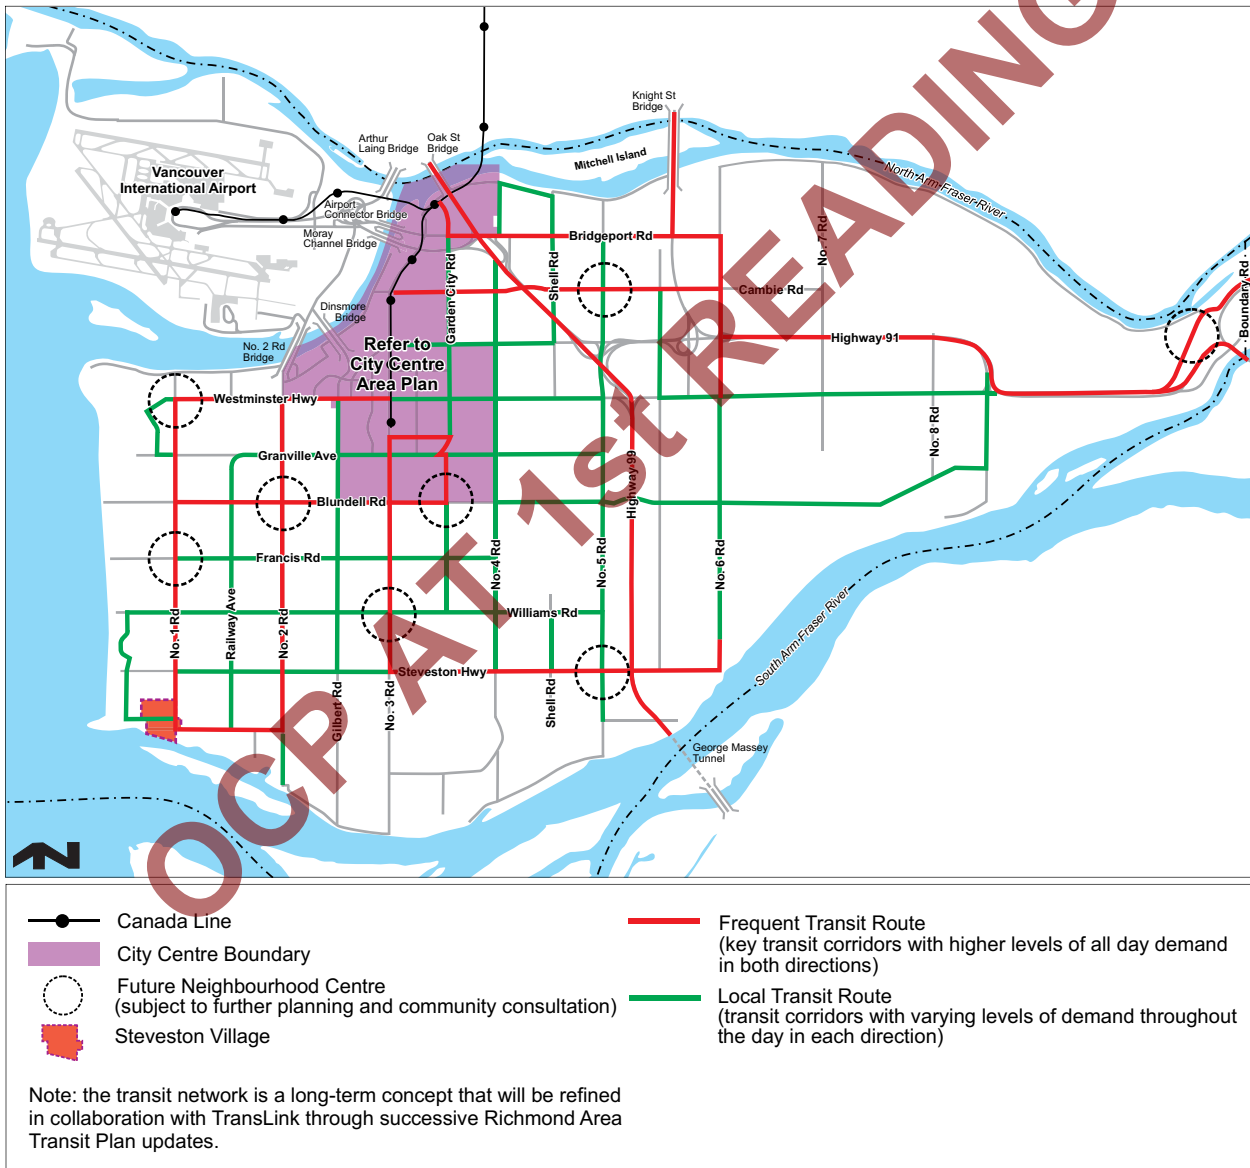 Knight St
Bridge
Arthur
Laing Bridge
Oak St
Bridge
Mitchell Island
Vancouver
International Airport
North Arm Fraser River
Airport
Connector Bridge
Moray
Channel Bridge
Bridgeport Rd
No. 7 Rd
Shell Rd
Garden City Rd
Boundary Rd
Cambie Rd
Dinsmore
Bridge
No. 2 Rd
Bridge
Refer to
City Centre
Area Plan
Highway 91
Westminster Hwy
No. 8 Rd
Granville Ave
Highway 99
Blundell Rd
Francis Rd
No. 4 Rd
No. 5 Rd
No. 6 Rd
Williams Rd
No. 1 Rd
Railway Ave
No. 2 Rd
South Arm Fraser River
Steveston Hwy
Gilbert Rd
No. 3 Rd
Shell Rd
George Massey
Tunnel
N
OCP AT 1st READING
Canada Line
City Centre Boundary
Future Neighbourhood Centre
(subject to further planning and community consultation)
Steveston Village
Frequent Transit Route
(key transit corridors with higher levels of all day demand
in both directions)
Local Transit Route
(transit corridors with varying levels of demand throughout
the day in each direction)
Note: the transit network is a long-term concept that will be refined
in collaboration with TransLink through successive Richmond Area
Transit Plan updates.